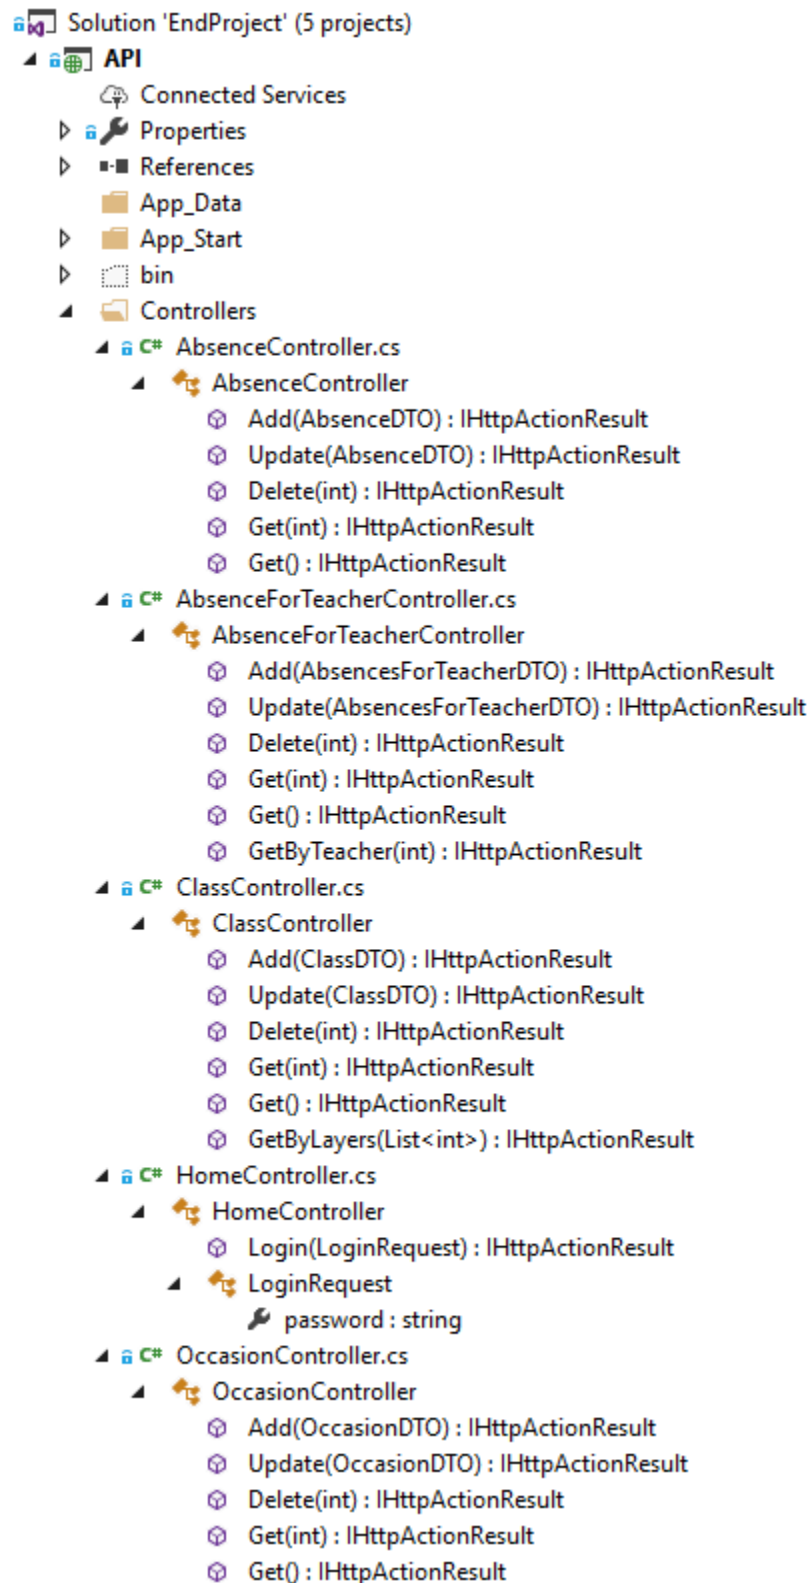 Solution 'EndProject' (5 projects)
API
Connected Services
Properties
References
App_Data
App_Start
bin
Controllers
C# AbsenceController.cs
AbsenceController
Add(AbsenceDTO) : IHttpActionResult
Update(AbsenceDTO) : IHttpActionResult
Delete(int) : IHttpActionResult
Get(int) : IHttpActionResult
Get() : IHttpActionResult
C# AbsenceForTeacherController.cs
AbsenceForTeacherController
Add(AbsencesForTeacherDTO) : IHttpActionResult
Update(AbsencesForTeacherDTO) : IHttpActionResult
Delete(int) : IHttpActionResult
Get(int) : IHttpActionResult
Get() : IHttpActionResult
GetByTeacher(int) : IHttpActionResult
C# ClassController.cs
ClassController
Add(ClassDTO) : IHttpActionResult
Update(ClassDTO) : IHttpActionResult
Delete(int) : IHttpActionResult
Get(int) : IHttpActionResult
Get() : IHttpActionResult
GetByLayers(List<int>) : IHttpActionResult
C# HomeController.cs
HomeController
Login(LoginRequest) : IHttpActionResult
LoginRequest
password : string
C# OccasionController.cs
OccasionController
Add(OccasionDTO) : IHttpActionResult
Update(OccasionDTO) : IHttpActionResult
Delete(int) : IHttpActionResult
Get(int) : IHttpActionResult
Get() : IHttpActionResult